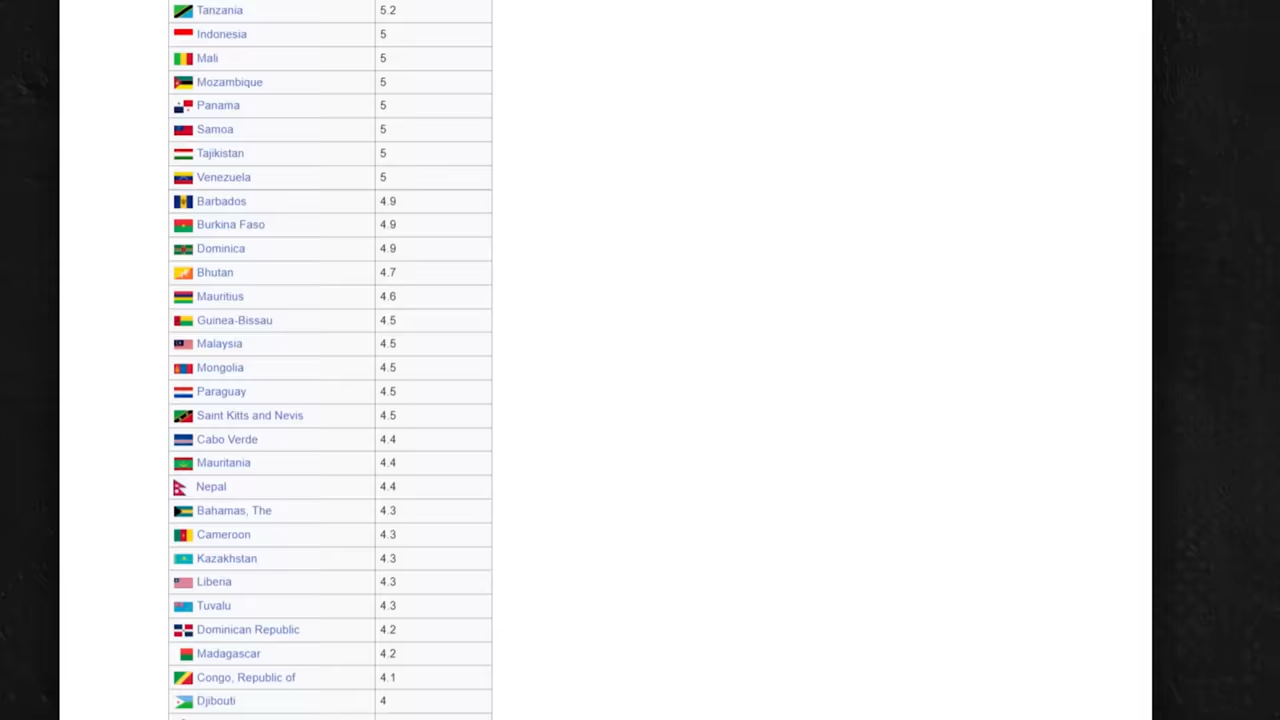 Tanzania 5.2
Indonesia 5
Mali 5
Mozambique 5
Panama 5
Samoa 5
Tajikistan 5
Venezuela 5
Barbados 4.9
Burkina Faso 4.9
Dominica 4.9
Bhutan 4.7
Mauritius 4.6
Guinea-Bissau 4.5
Malaysia 4.5
Mongolia 4.5
Paraguay 4.5
Saint Kitts and Nevis 4.5
Cabo Verde 4.4
Mauritania 4.4
Nepal 4.4
Bahamas, The 4.3
Cameroon 4.3
Kazakhstan 4.3
Liberia 4.3
Tuvalu 4.3
Dominican Republic 4.2
Madagascar 4.2
Congo, Republic of 4.1
Djibouti 4